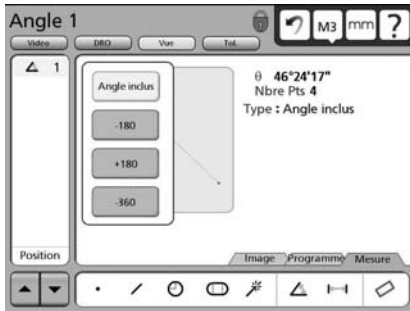 Angle 1
M3 mm ?
Vidéo DRO Vue Tol.
1
Angle inclus
-180
+180
-360
θ 46°24'17"
Nbre Pts 4
Type : Angle inclus
Position
Image Programme Mesure